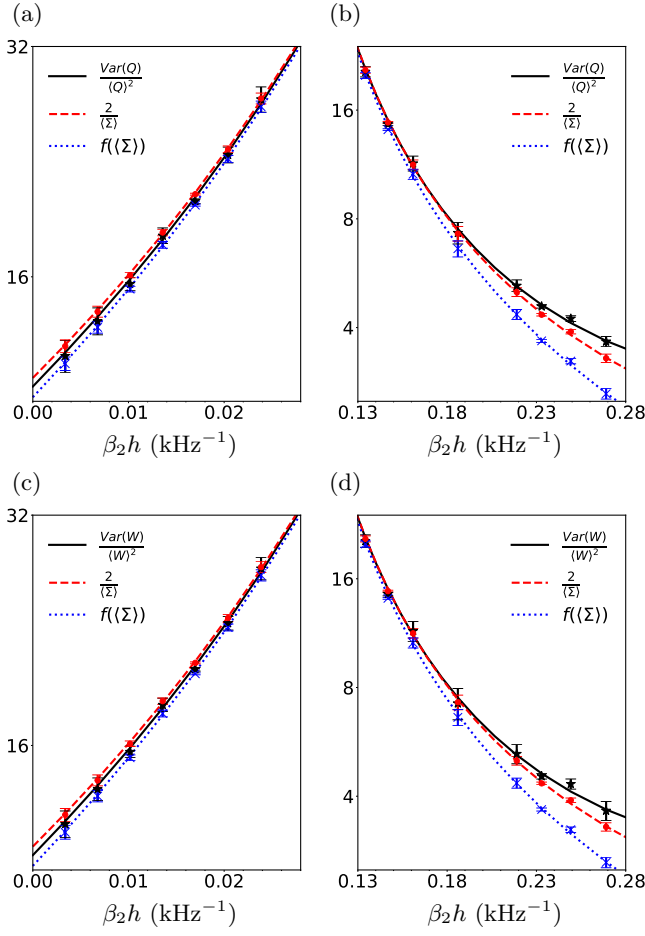 (a)
32
16
0.00
0.01
0.02
β₂h (kHz⁻¹)
Var(Q)/⟨Q⟩²
2/⟨Σ⟩
f(⟨Σ⟩)
(b)
16
8
4
0.13
0.18
0.23
0.28
β₂h (kHz⁻¹)
Var(Q)/⟨Q⟩²
2/⟨Σ⟩
f(⟨Σ⟩)
(c)
32
16
0.00
0.01
0.02
β₂h (kHz⁻¹)
Var(W)/⟨W⟩²
2/⟨Σ⟩
f(⟨Σ⟩)
(d)
16
8
4
0.13
0.18
0.23
0.28
β₂h (kHz⁻¹)
Var(W)/⟨W⟩²
2/⟨Σ⟩
f(⟨Σ⟩)